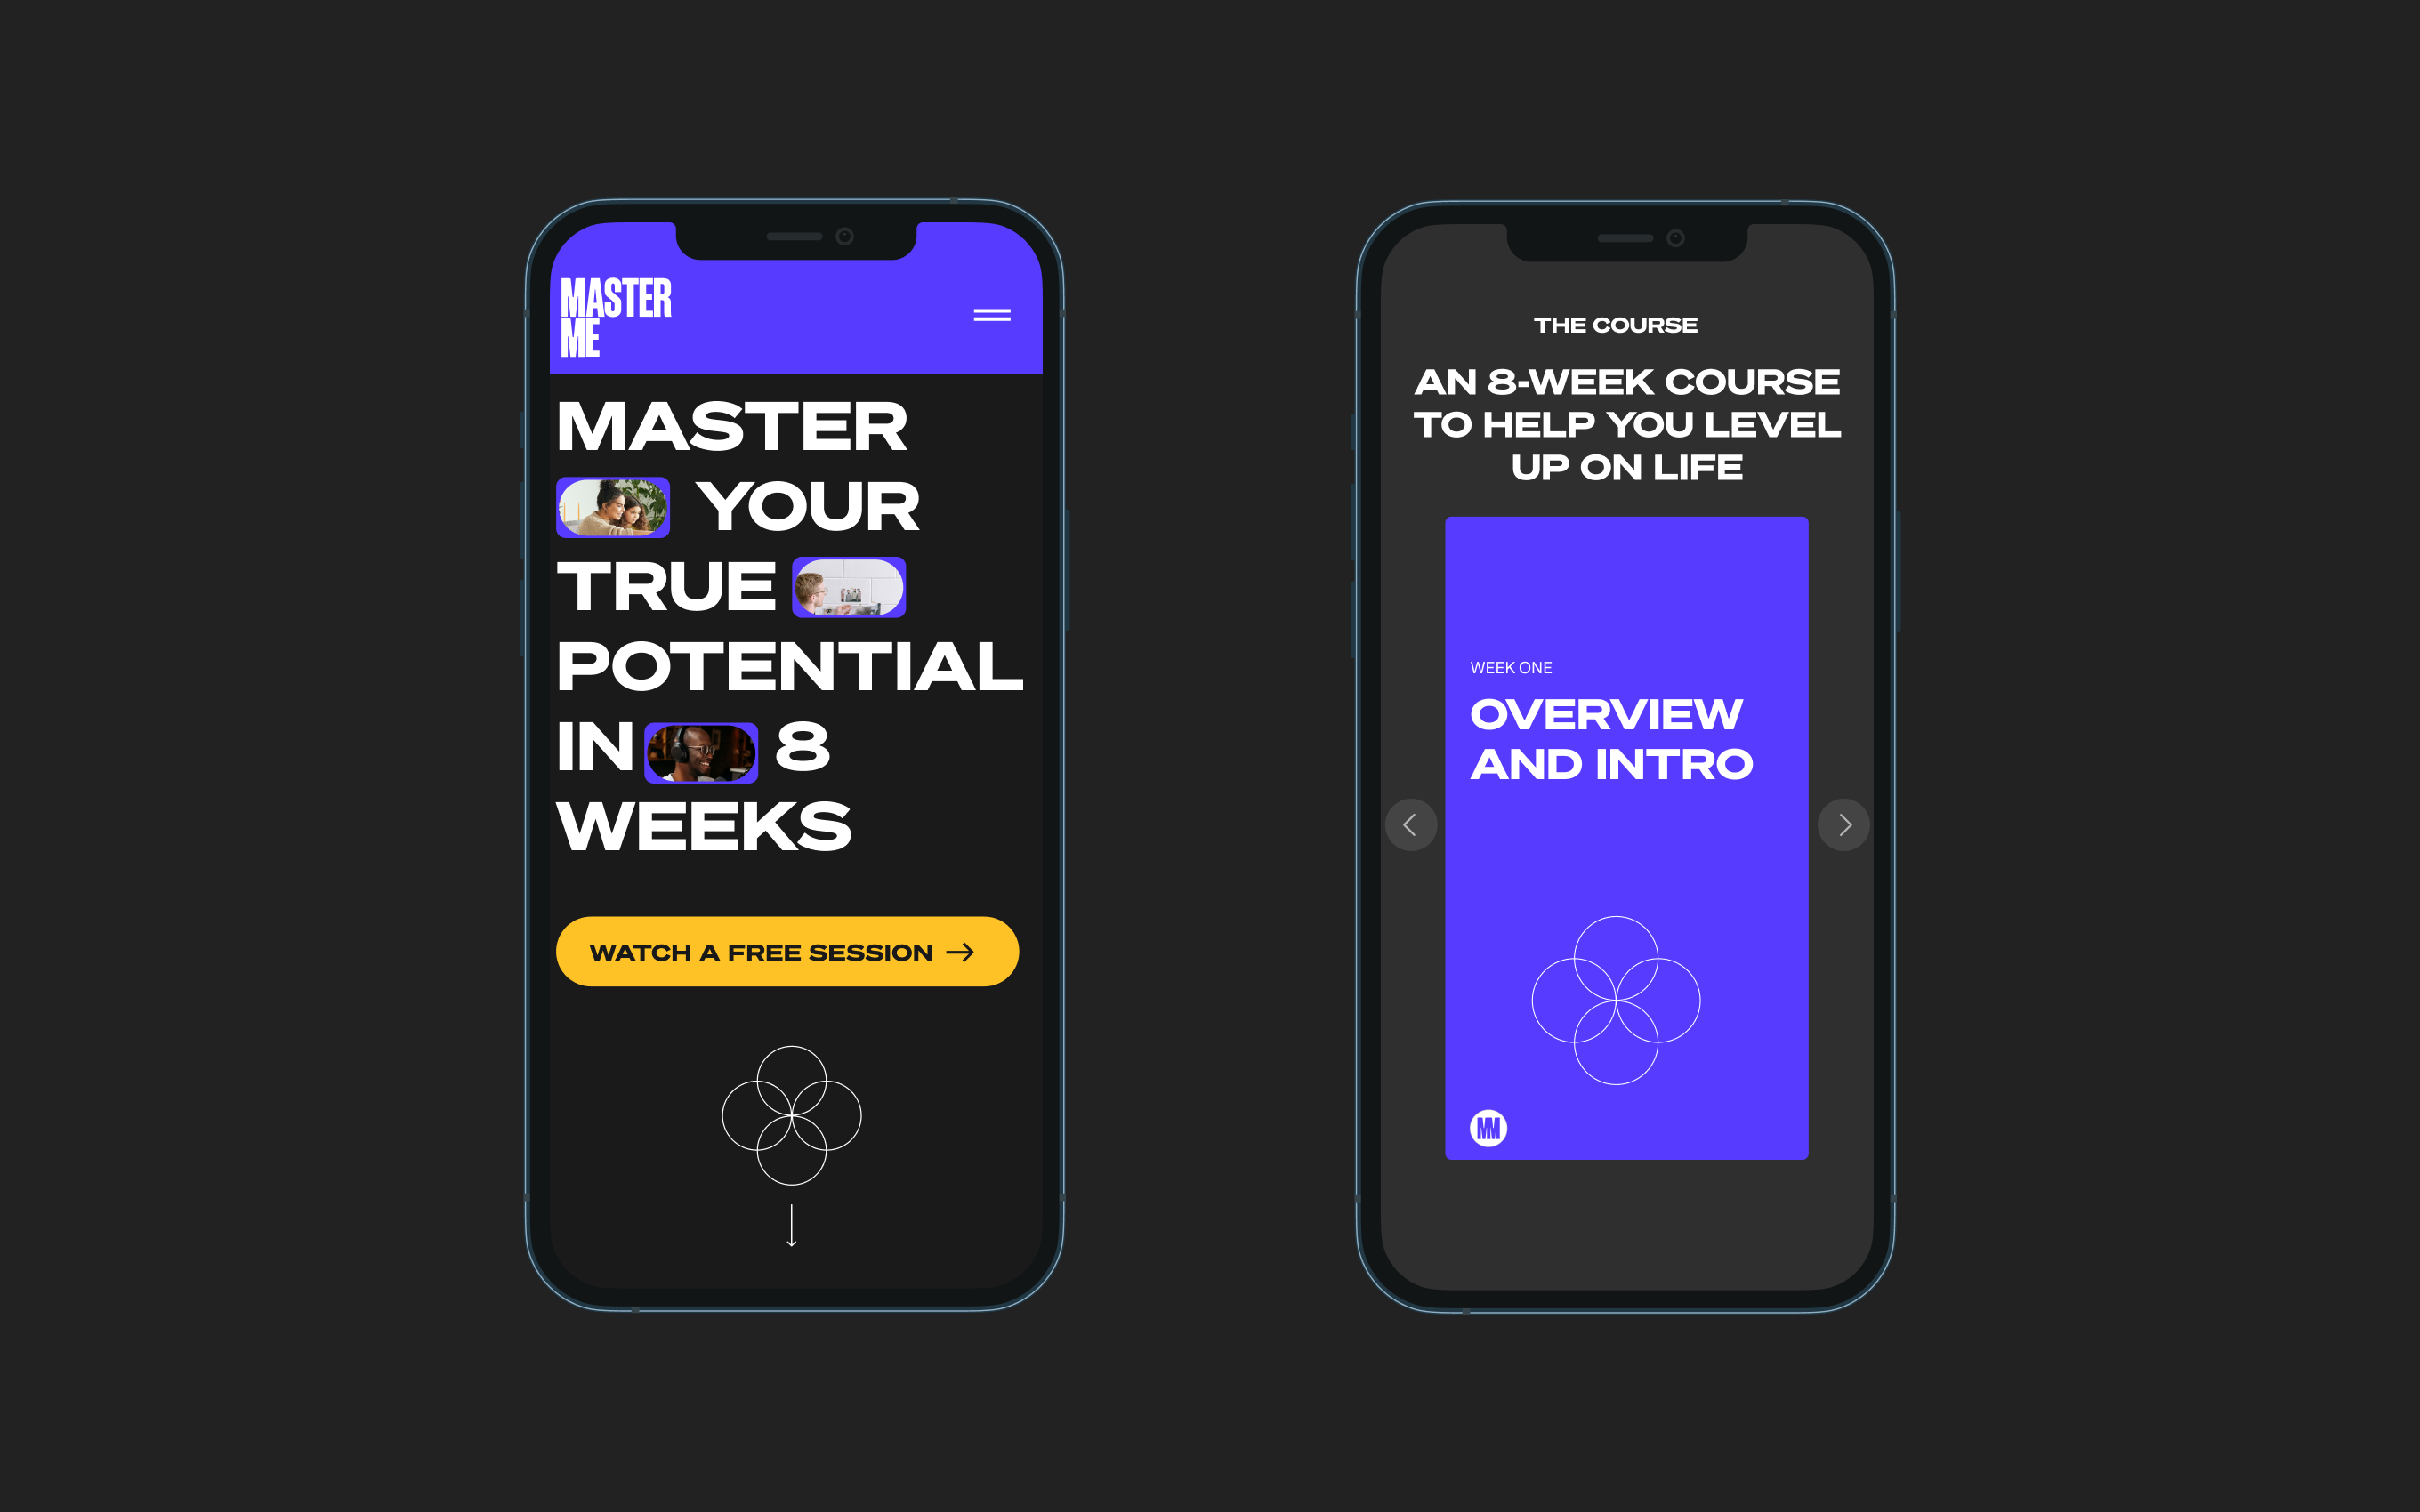 MASTER
ME
MASTER
YOUR
TRUE
POTENTIAL
IN 8
WEEKS
WATCH A FREE SESSION
THE COURSE
AN 8-WEEK COURSE
TO HELP YOU LEVEL
UP ON LIFE
WEEK ONE
OVERVIEW
AND INTRO
MM